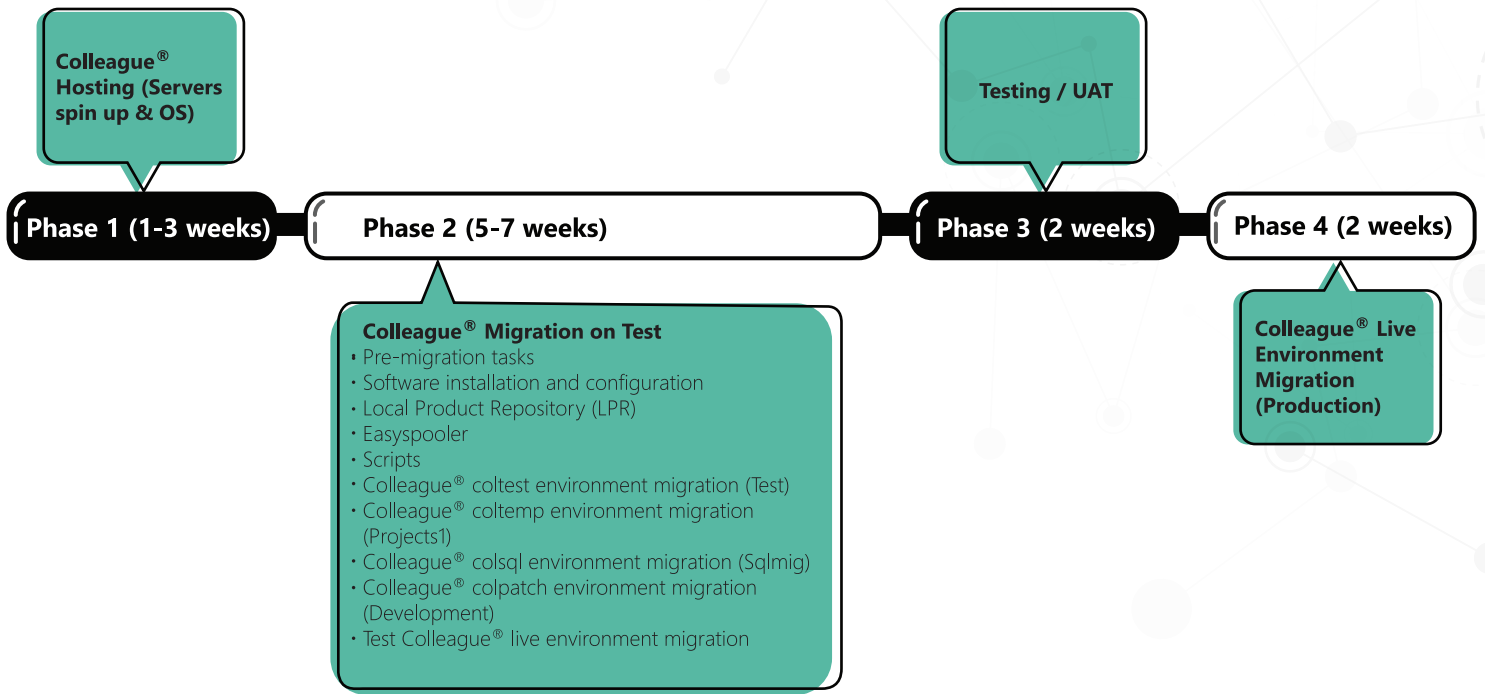 Colleague®
Hosting (Servers
spin up & OS)
Testing / UAT
Phase 1 (1-3 weeks)
Phase 2 (5-7 weeks)
Phase 3 (2 weeks)
Phase 4 (2 weeks)
Colleague® Migration on Test
• Pre-migration tasks
• Software installation and configuration
• Local Product Repository (LPR)
• Easyspooler
• Scripts
• Colleague® coltest environment migration (Test)
• Colleague® coltemp environment migration
(Projects1)
• Colleague® colsql environment migration (Sqlmig)
• Colleague® colpatch environment migration
(Development)
• Test Colleague® live environment migration
Colleague® Live
Environment
Migration
(Production)